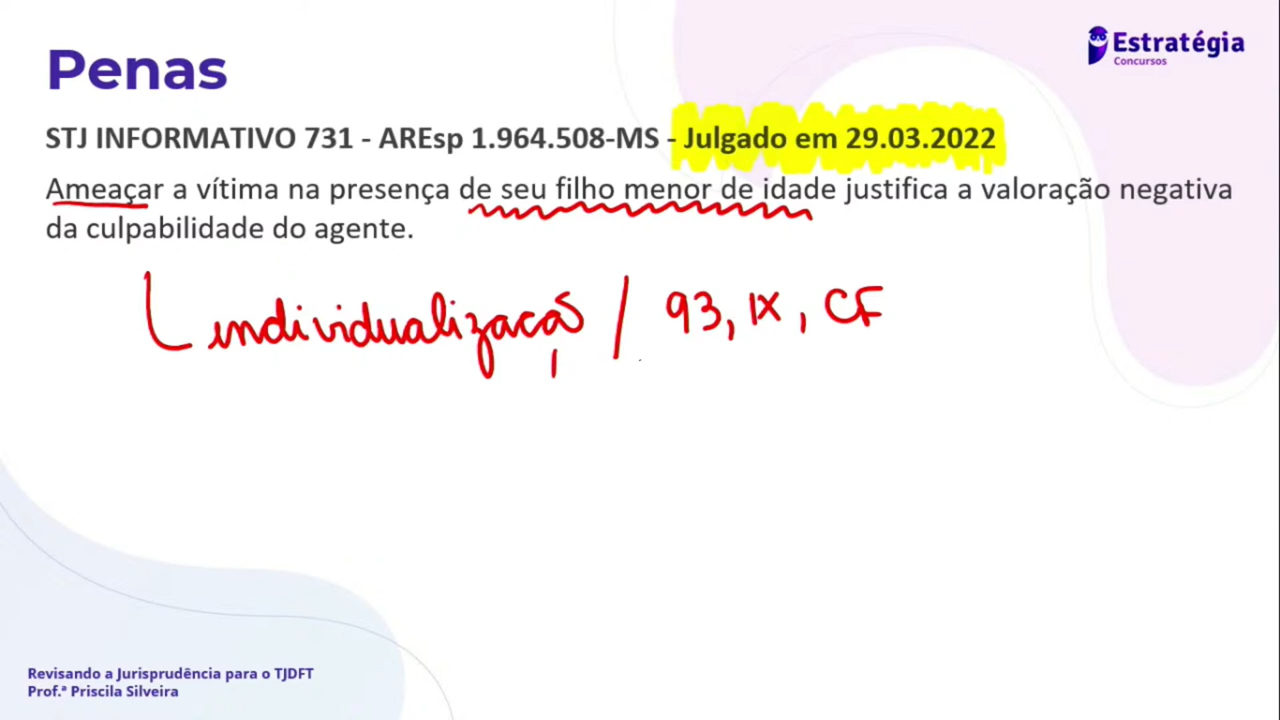 Estratégia
Concursos
Penas
STJ INFORMATIVO 731 - AREsp 1.964.508-MS - Julgado em 29.03.2022
Ameaçar a vítima na presença de seu filho menor de idade justifica a valoração negativa
da culpabilidade do agente.
individualização / 93, IX, CF
Revisando a Jurisprudência para o TJDFT
Prof.ª Priscila Silveira